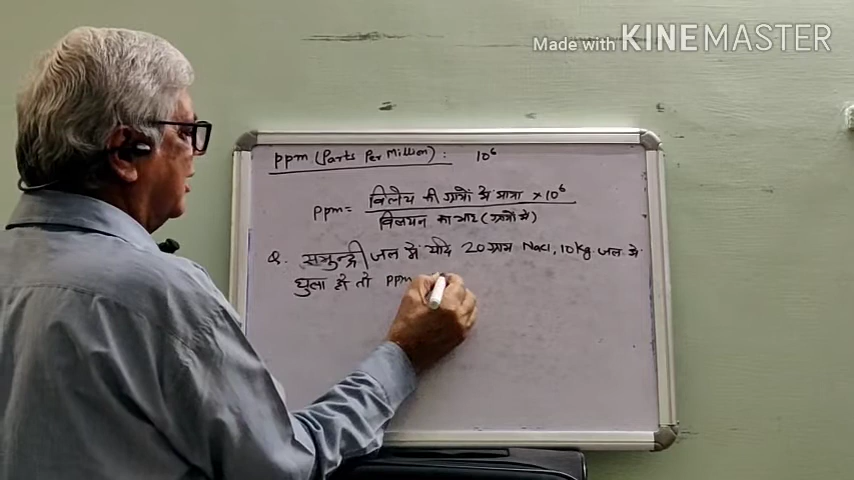 Made with KINEMASTER
ppm (Parts Per Million) : 10⁶
ppm = विलेय की ग्रामों में मात्रा × 10⁶
विलयन का भार (ग्रामों में)
Q. समुन्द्री जल में यदि 20 ग्राम NaCl, 10 kg जल में
घुला हो तो ppm